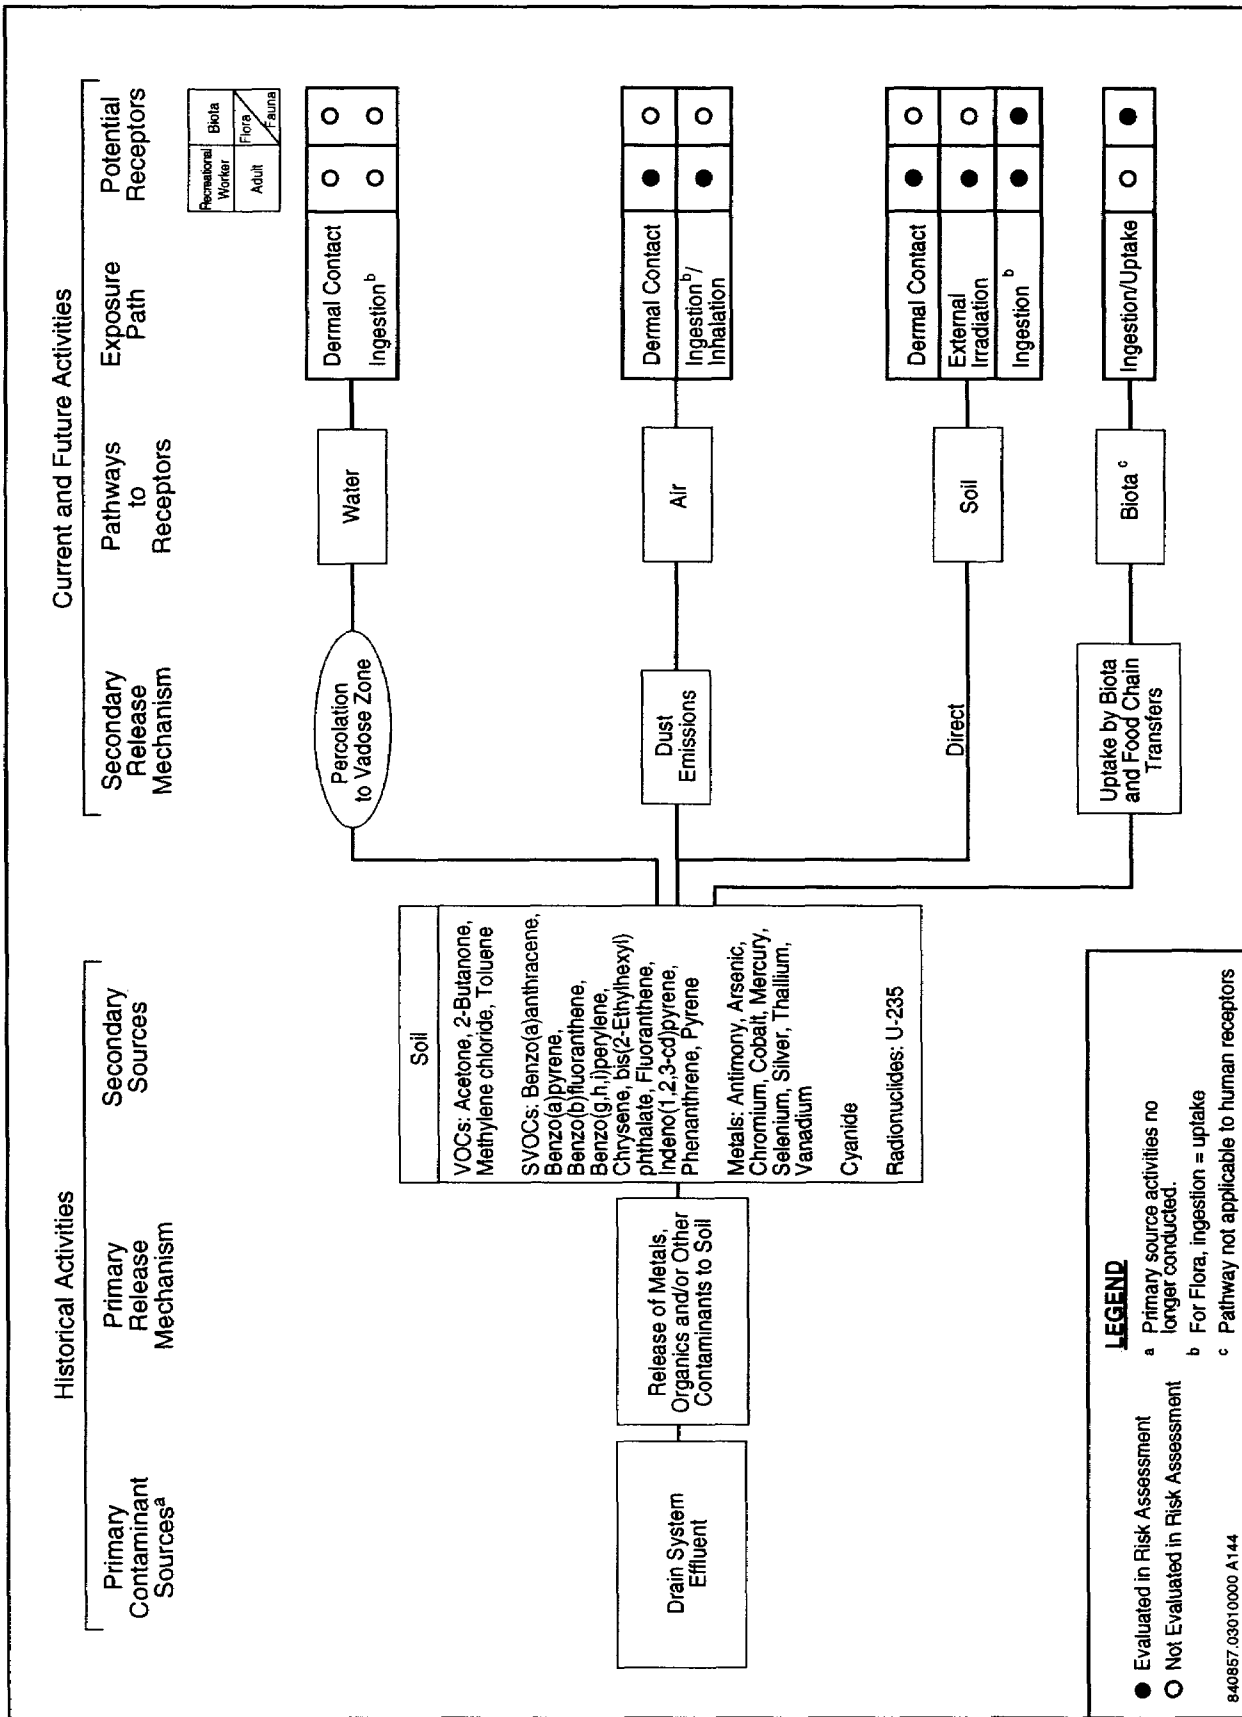 Historical Activities
Current and Future Activities
Primary
Contaminant
Sourcesa
Primary
Release
Mechanism
Secondary
Sources
Secondary
Release
Mechanism
Pathways
to
Receptors
Exposure
Path
Potential
Receptors
Recreational
Worker
Biota
Adult
Flora
Fauna
Drain System
Effluent
Release of Metals,
Organics and/or Other
Contaminants to Soil
Soil
VOCs: Acetone, 2-Butanone,
Methylene chloride, Toluene
SVOCs: Benzo(a)anthracene,
Benzo(a)pyrene,
Benzo(b)fluoranthene,
Benzo(g,h,i)perylene,
Chrysene, bis(2-Ethylhexyl)
phthalate, Fluoranthene,
Indeno(1,2,3-cd)pyrene,
Phenanthrene, Pyrene
Metals: Antimony, Arsenic,
Chromium, Cobalt, Mercury,
Selenium, Silver, Thallium,
Vanadium
Cyanide
Radionuclides: U-235
Percolation
to Vadose Zone
Water
Dermal Contact
Ingestionb
Dust
Emissions
Air
Dermal Contact
Ingestionb/
Inhalation
Direct
Soil
Dermal Contact
External
Irradiation
Ingestion b
Uptake by Biota
and Food Chain
Transfers
Biota c
Ingestion/Uptake
LEGEND
● Evaluated in Risk Assessment
○ Not Evaluated in Risk Assessment
a Primary source activities no
longer conducted.
b For Flora, ingestion = uptake
c Pathway not applicable to human receptors
840857.03010000 A144